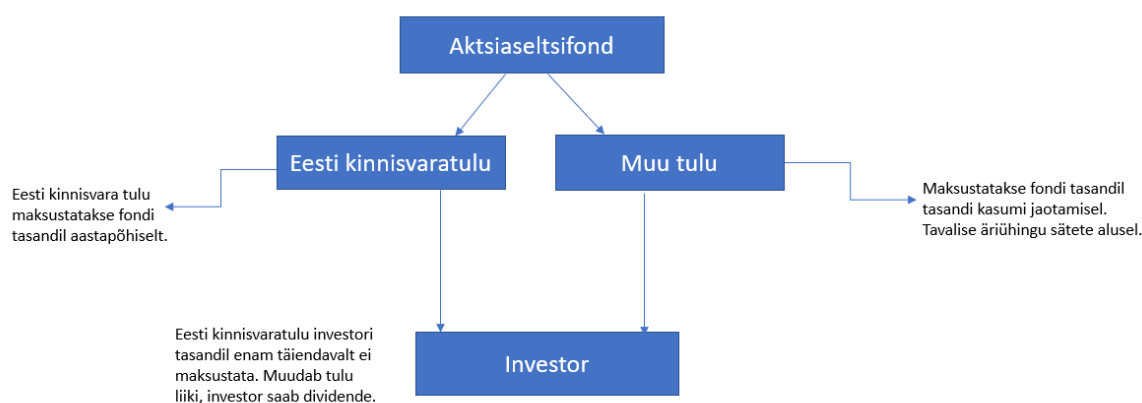 Aktsiaseltsifond
Eesti kinnisvaratulu
Muu tulu
Eesti kinnisvara tulu
maksustatakse fondi
tasandil aastapõhiselt.
Maksustatakse fondi tasandil
tasandi kasumi jaotamisel.
Tavalise äriühingu sätete alusel.
Eesti kinnisvaratulu investori
tasandil enam täiendavalt ei
maksustata. Muudab tulu
liiki, investor saab dividende.
Investor